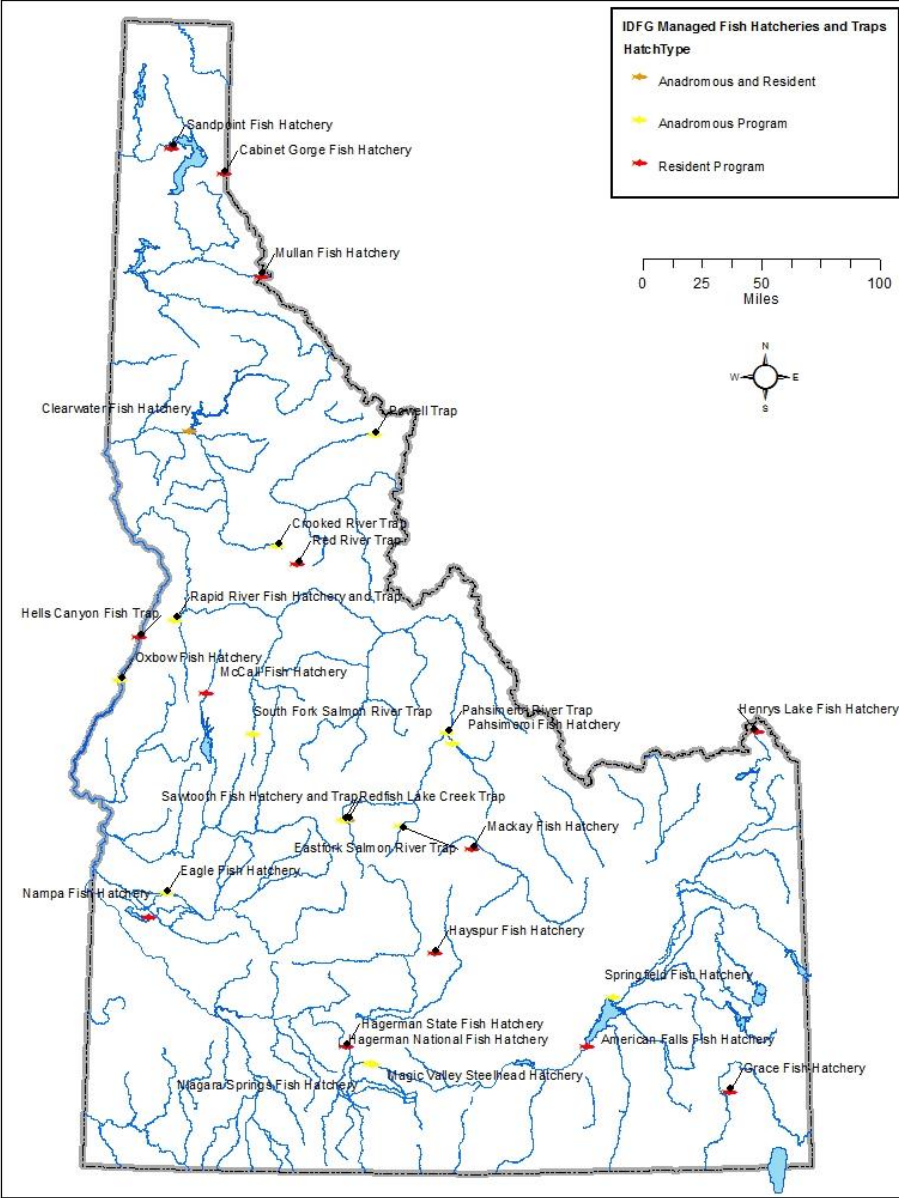 IDFG Managed Fish Hatcheries and Traps
HatchType
Anadromous and Resident
Anadromous Program
Resident Program
0 25 50 100
Miles
N
W E
S
Sandpoint Fish Hatchery
Cabinet Gorge Fish Hatchery
Mullan Fish Hatchery
Clearwater Fish Hatchery
Powell Trap
Crooked River Trap
Red River Trap
Rapid River Fish Hatchery and Trap
Hells Canyon Fish Trap
Oxbow Fish Hatchery
McCall Fish Hatchery
South Fork Salmon River Trap
Pahsimeroi River Trap
Henrys Lake Fish Hatchery
Pahsimeroi Fish Hatchery
Sawtooth Fish Hatchery and Trap
Redfish Lake Creek Trap
Mackay Fish Hatchery
Eastfork Salmon River Trap
Eagle Fish Hatchery
Nampa Fish Hatchery
Hayspur Fish Hatchery
Springfield Fish Hatchery
Hagerman State Fish Hatchery
Hagerman National Fish Hatchery
American Falls Fish Hatchery
Grace Fish Hatchery
Magic Valley Steelhead Hatchery
Niagara Springs Fish Hatchery